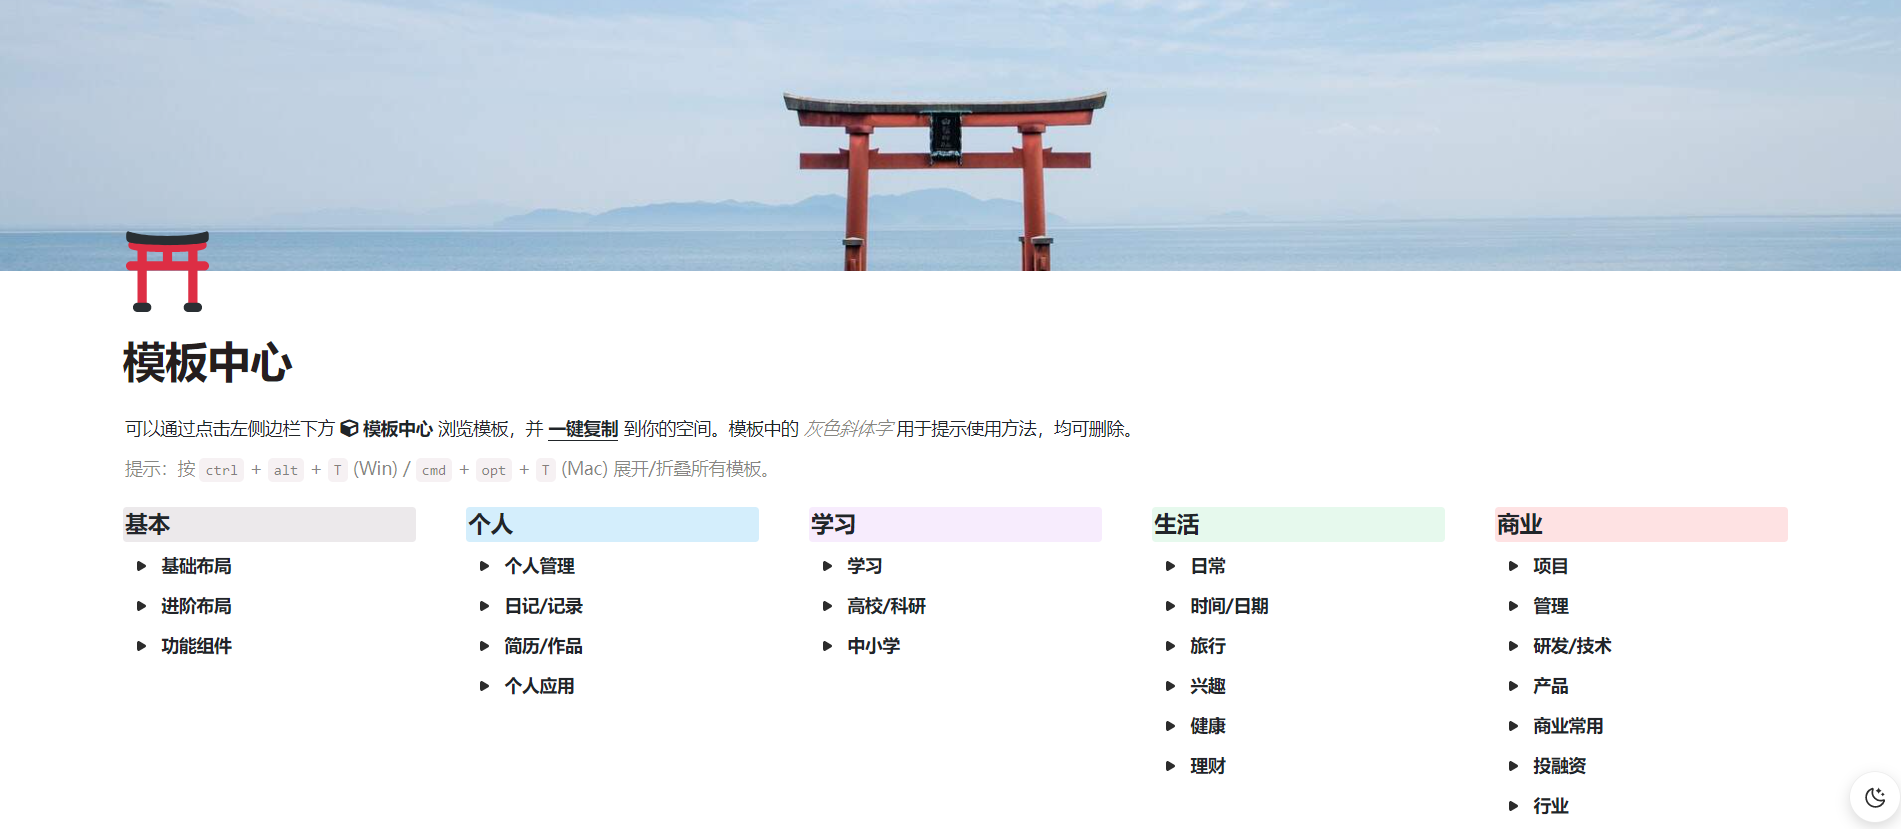 模板中心
可以通过点击左侧边栏下方 模板中心 浏览模板，并 一键复制 到你的空间。模板中的 灰色斜体字 用于提示使用方法，均可删除。
提示：按 ctrl + alt + T (Win) / cmd + opt + T (Mac) 展开/折叠所有模板。
基本
基础布局
进阶布局
功能组件
个人
个人管理
日记/记录
简历/作品
个人应用
学习
学习
高校/科研
中小学
生活
日常
时间/日期
旅行
兴趣
健康
理财
商业
项目
管理
研发/技术
产品
商业常用
投融资
行业